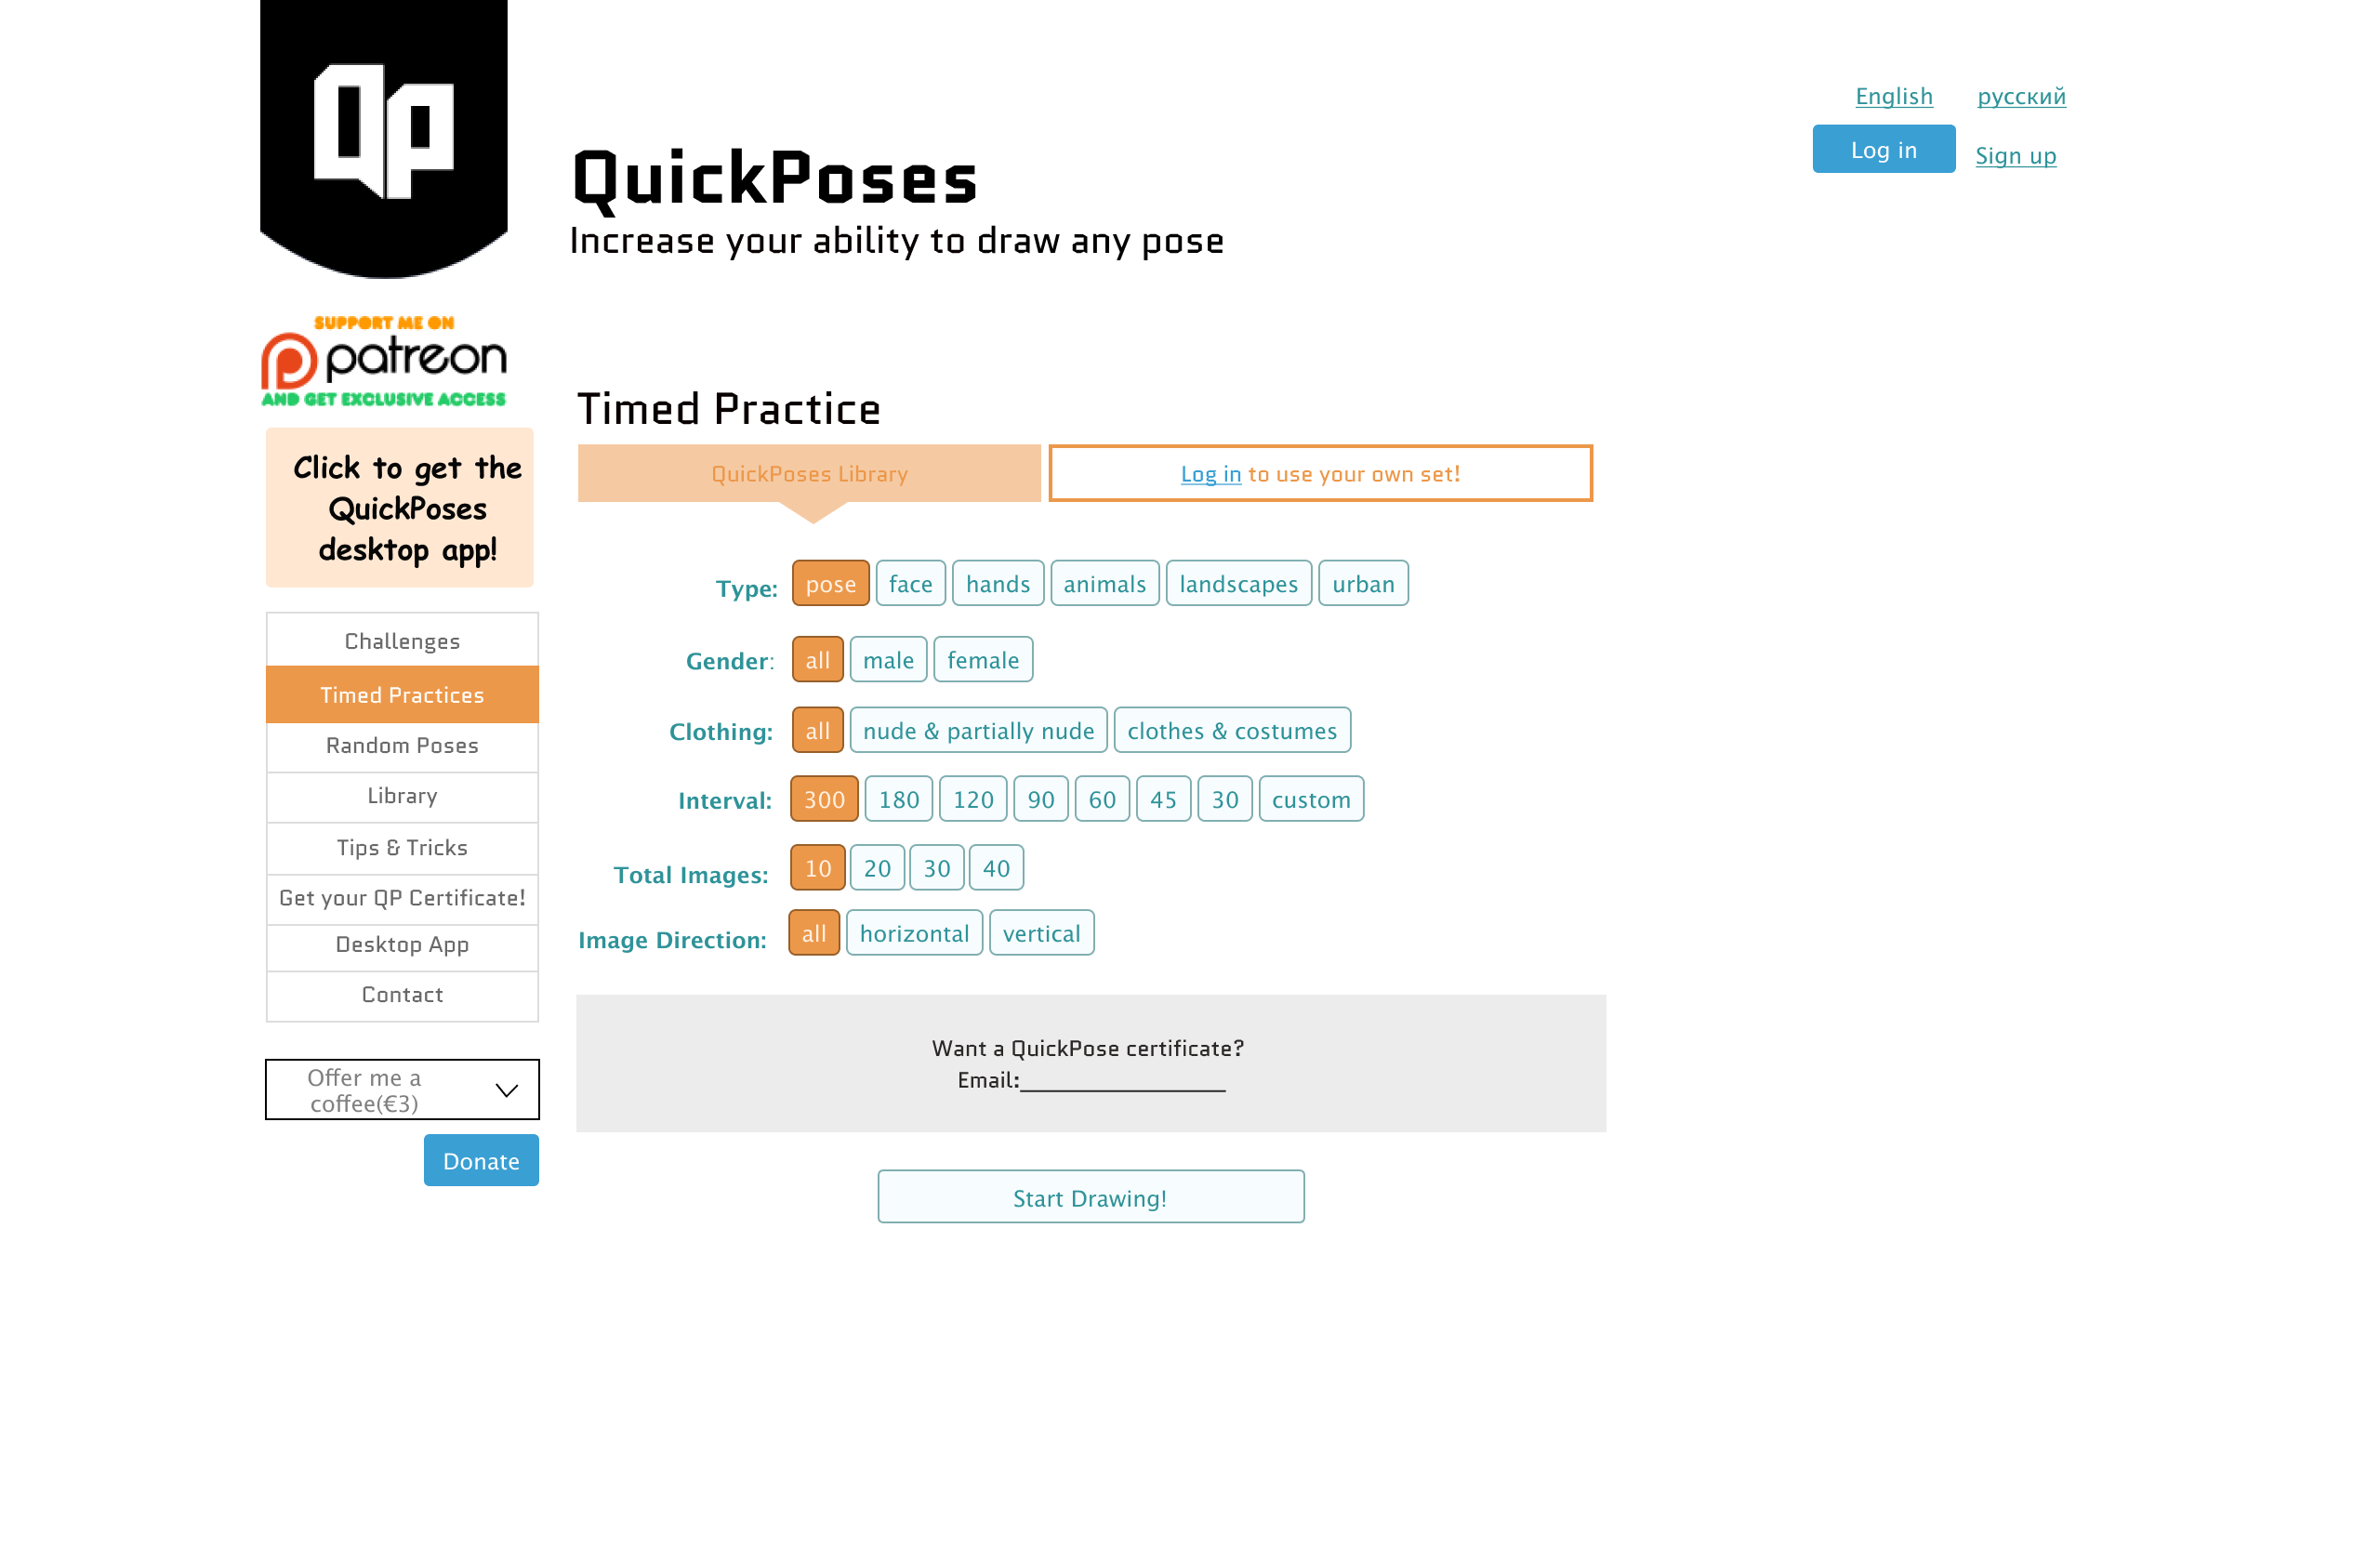 QP
English русский
Log in Sign up
QuickPoses
Increase your ability to draw any pose
SUPPORT ME ON
patreon
AND GET EXCLUSIVE ACCESS
Click to get the
QuickPoses
desktop app!
Challenges
Timed Practices
Random Poses
Library
Tips & Tricks
Get your QP Certificate!
Desktop App
Contact
Offer me a
coffee(€3)
Donate
Timed Practice
QuickPoses Library
Log in to use your own set!
Type: pose face hands animals landscapes urban
Gender: all male female
Clothing: all nude & partially nude clothes & costumes
Interval: 300 180 120 90 60 45 30 custom
Total Images: 10 20 30 40
Image Direction: all horizontal vertical
Want a QuickPose certificate?
Email:_________________
Start Drawing!